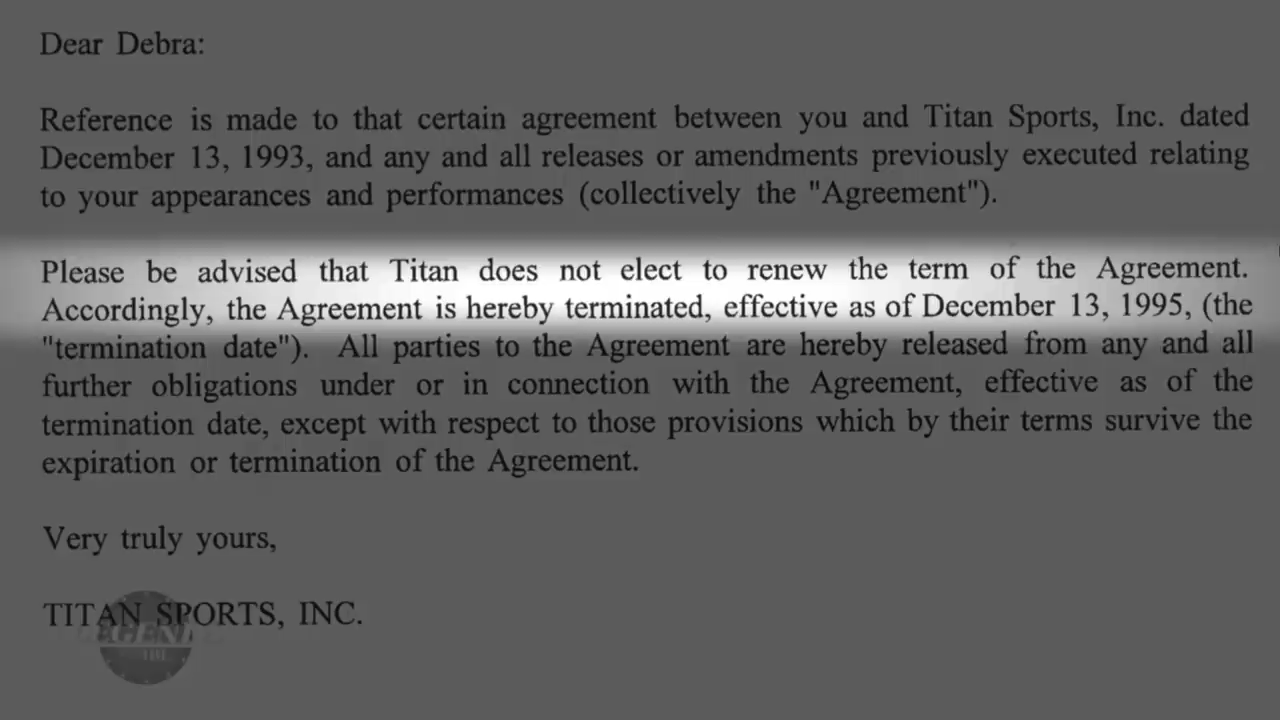 Dear Debra:
Reference is made to that certain agreement between you and Titan Sports, Inc. dated
December 13, 1993, and any and all releases or amendments previously executed relating
to your appearances and performances (collectively the "Agreement").
Please be advised that Titan does not elect to renew the term of the Agreement.
Accordingly, the Agreement is hereby terminated, effective as of December 13, 1995, (the
"termination date"). All parties to the Agreement are hereby released from any and all
further obligations under or in connection with the Agreement, effective as of the
termination date, except with respect to those provisions which by their terms survive the
expiration or termination of the Agreement.
Very truly yours,
TITAN SPORTS, INC.